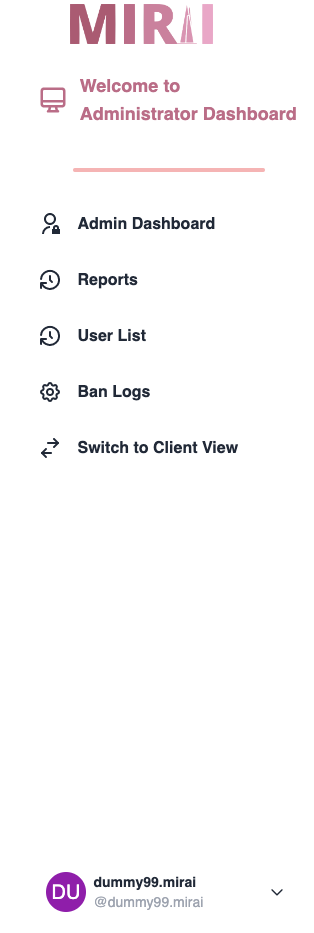 MIRAI
Welcome to
Administrator Dashboard
Admin Dashboard
Reports
User List
Ban Logs
Switch to Client View
DU
dummy99.mirai
@dummy99.mirai